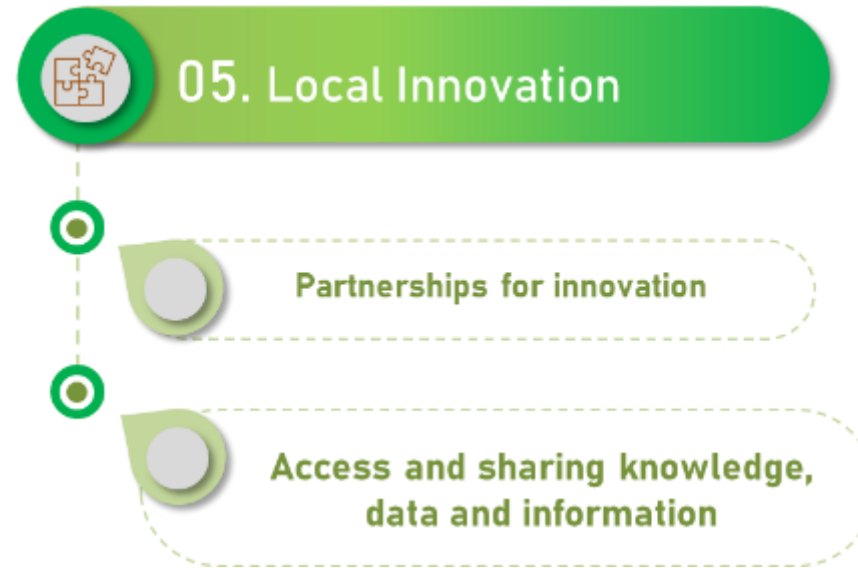 05. Local Innovation
Partnerships for innovation
Access and sharing knowledge,
data and information